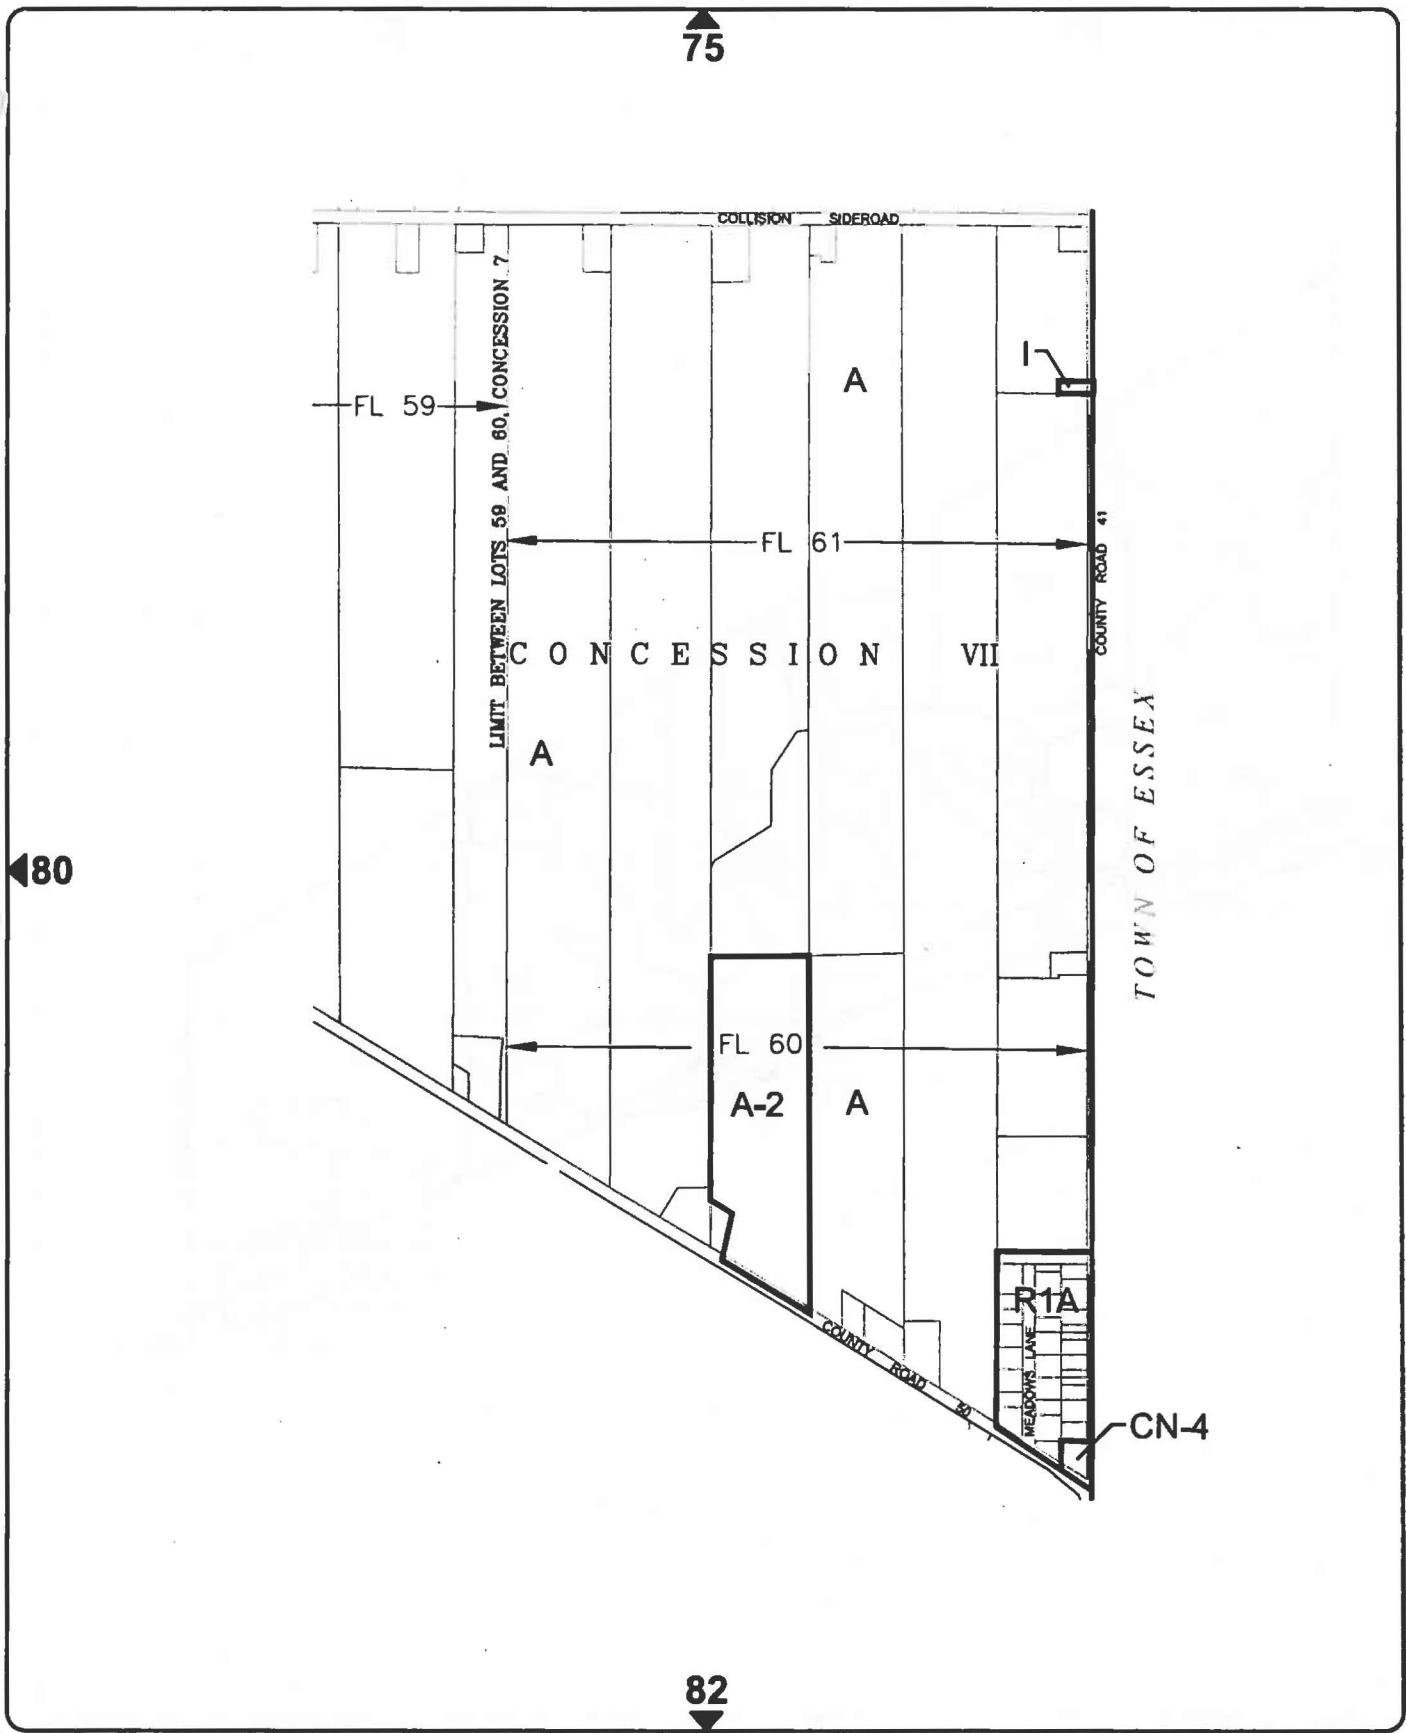 75
COLLISION SIDEROAD
LIMIT BETWEEN LOTS 59 AND 60, CONCESSION 7
I
A
FL 59
FL 61
COUNTY ROAD 41
CONCESSION VII
TOWN OF ESSEX
A
80
FL 60
A-2
A
R1A
MEADOWS LANE
COUNTY ROAD 50
CN-4
82